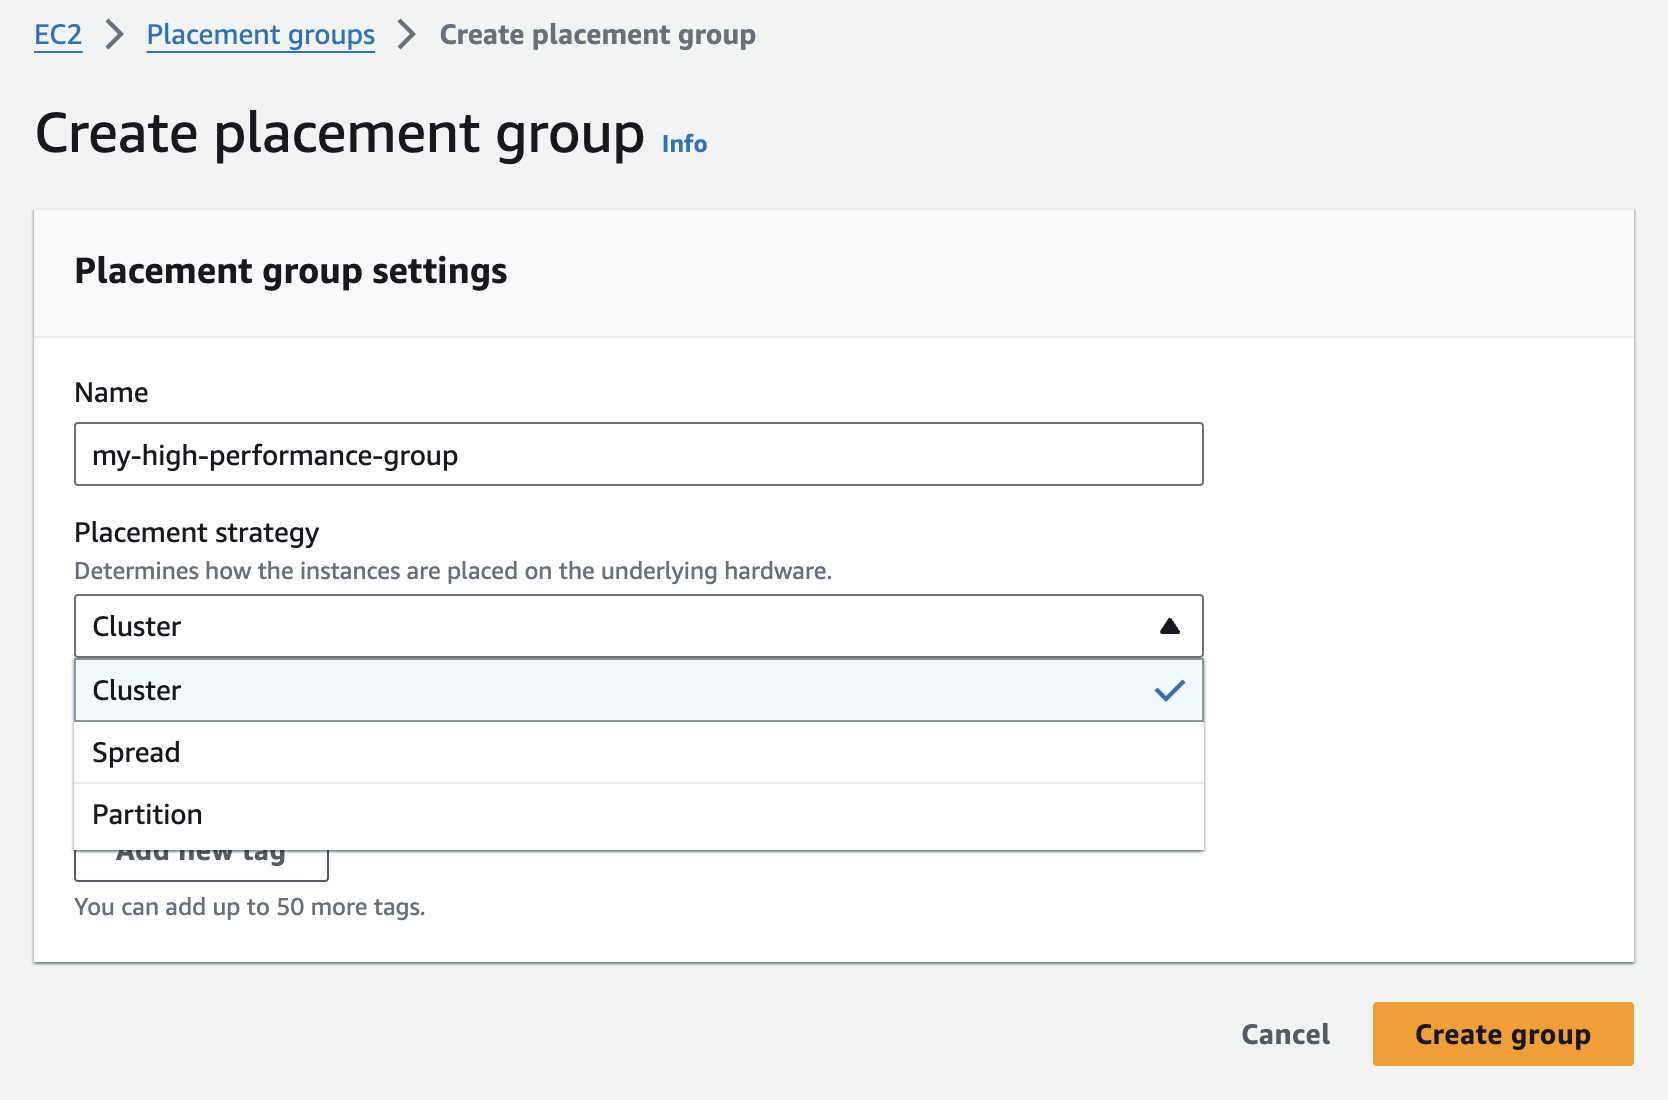 EC2 > Placement groups > Create placement group
Create placement group Info
Placement group settings
Name
my-high-performance-group
Placement strategy
Determines how the instances are placed on the underlying hardware.
Cluster
Cluster
Spread
Partition
Add new tag
You can add up to 50 more tags.
Cancel Create group